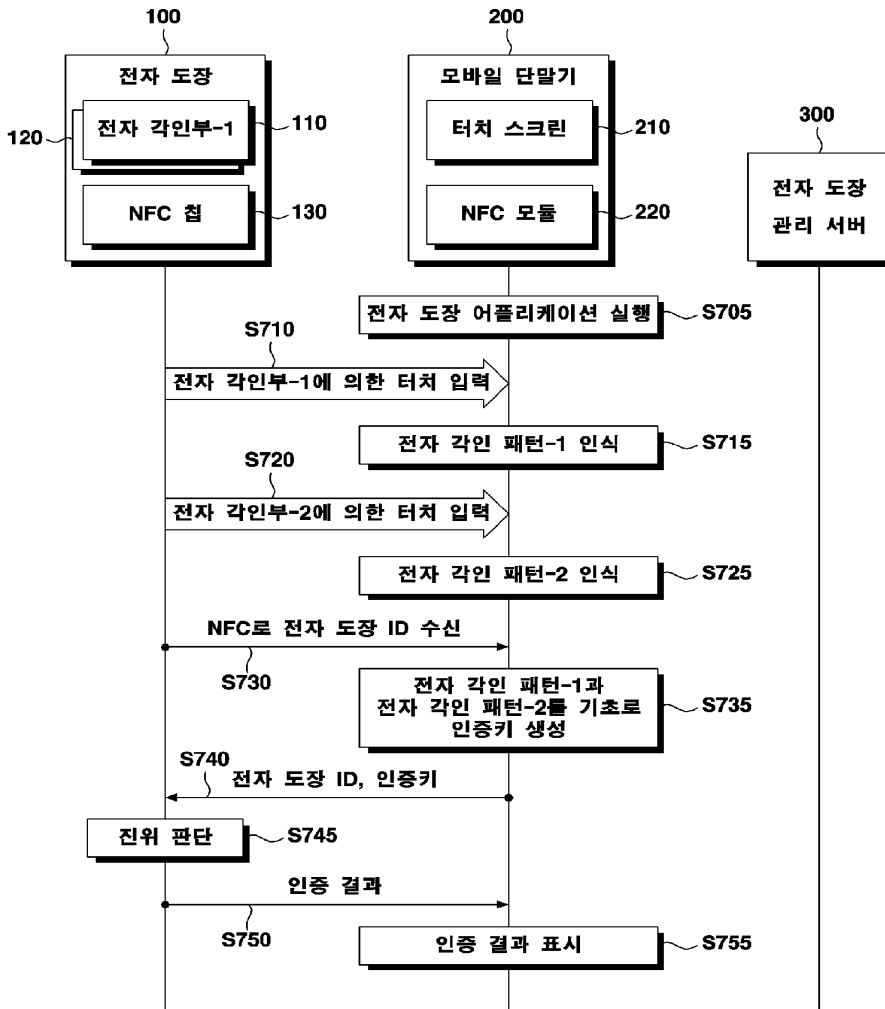 100
200
300
전자 도장
120
전자 각인부-1
110
NFC 칩
130
모바일 단말기
터치 스크린
210
NFC 모듈
220
전자 도장
관리 서버
전자 도장 어플리케이션 실행
S705
S710
전자 각인부-1에 의한 터치 입력
전자 각인 패턴-1 인식
S715
S720
전자 각인부-2에 의한 터치 입력
전자 각인 패턴-2 인식
S725
NFC로 전자 도장 ID 수신
S730
전자 각인 패턴-1과
전자 각인 패턴-2를 기초로
인증키 생성
S735
S740
전자 도장 ID, 인증키
진위 판단
S745
인증 결과
S750
인증 결과 표시
S755